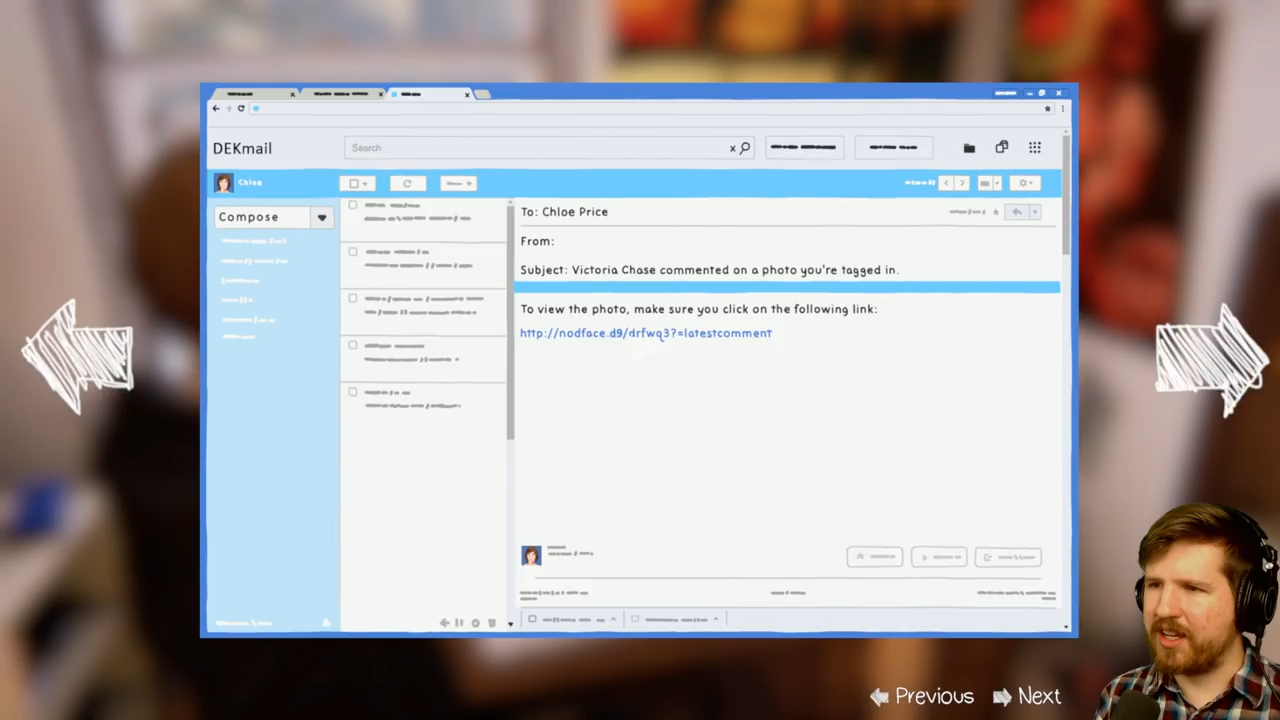 DEKmail
Search
Chloe
Compose
To: Chloe Price
From:
Subject: Victoria Chase commented on a photo you're tagged in.
To view the photo, make sure you click on the following link:
http://nodface.d9/drfwq3?=latestcomment
Previous
Next